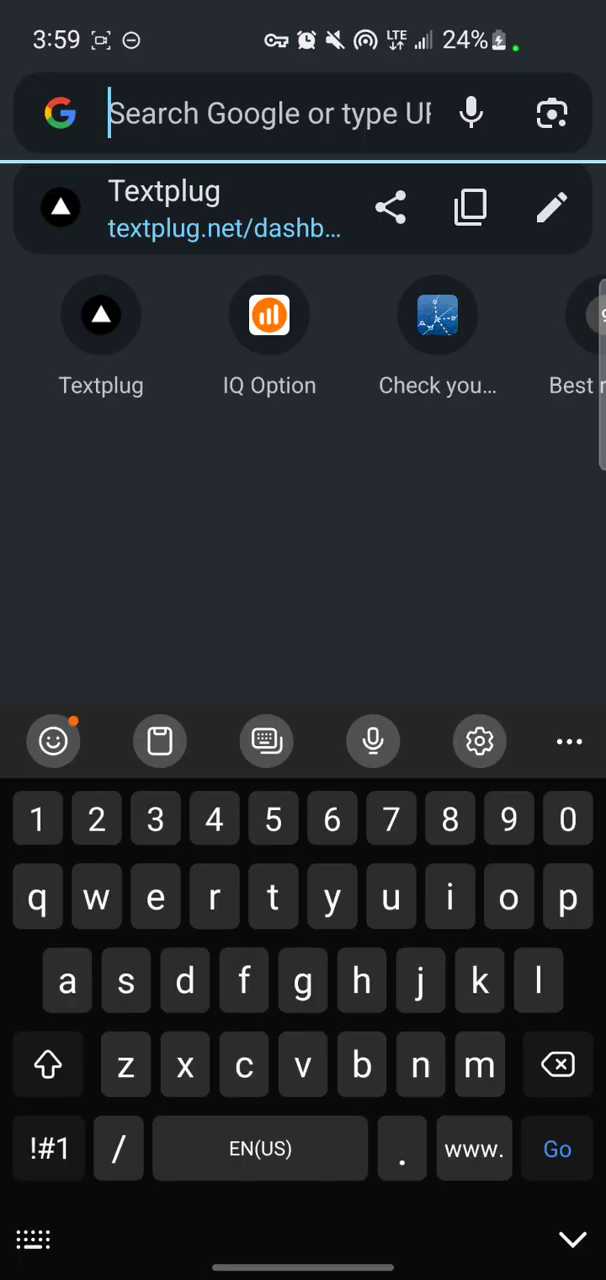 3:59 LTE 24%
Search Google or type
Textplug
textplug.net/dashb...
Textplug IQ Option Check you... Best
1 2 3 4 5 6 7 8 9 0
q w e r t y u i o p
a s d f g h j k l
z x c v b n m
!#1 / EN(US) . www. Go